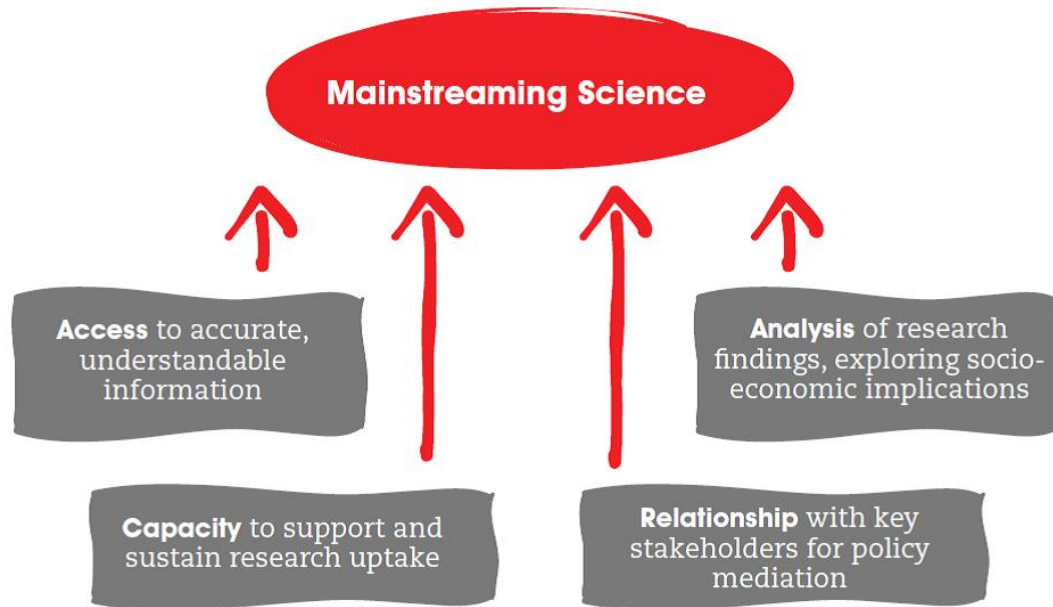 Mainstreaming Science
Access to accurate,
understandable
information
Analysis of research
findings, exploring socio-
economic implications
Capacity to support and
sustain research uptake
Relationship with key
stakeholders for policy
mediation